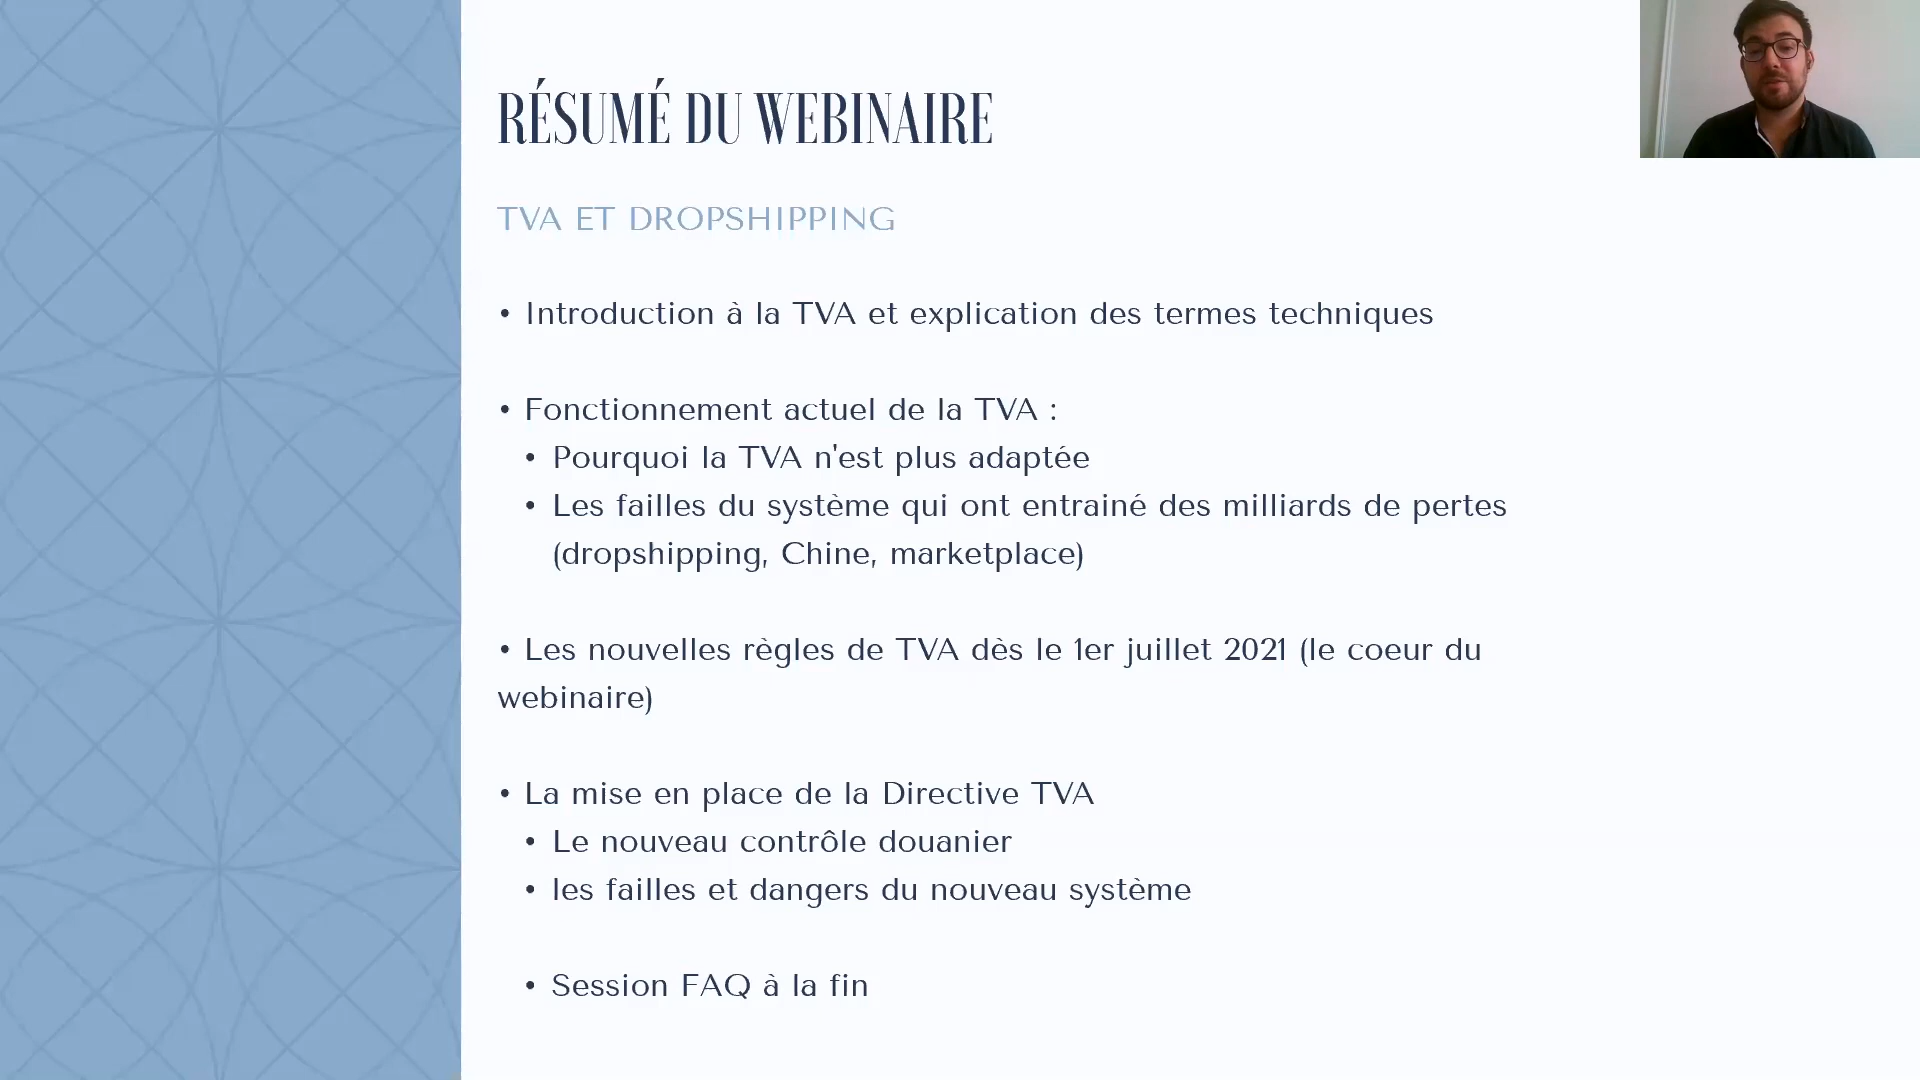 RÉSUMÉ DU WEBINAIRE
TVA ET DROPSHIPPING
• Introduction à la TVA et explication des termes techniques
• Fonctionnement actuel de la TVA :
• Pourquoi la TVA n'est plus adaptée
• Les failles du système qui ont entrainé des milliards de pertes
(dropshipping, Chine, marketplace)
• Les nouvelles règles de TVA dès le 1er juillet 2021 (le coeur du
webinaire)
• La mise en place de la Directive TVA
• Le nouveau contrôle douanier
• les failles et dangers du nouveau système
• Session FAQ à la fin